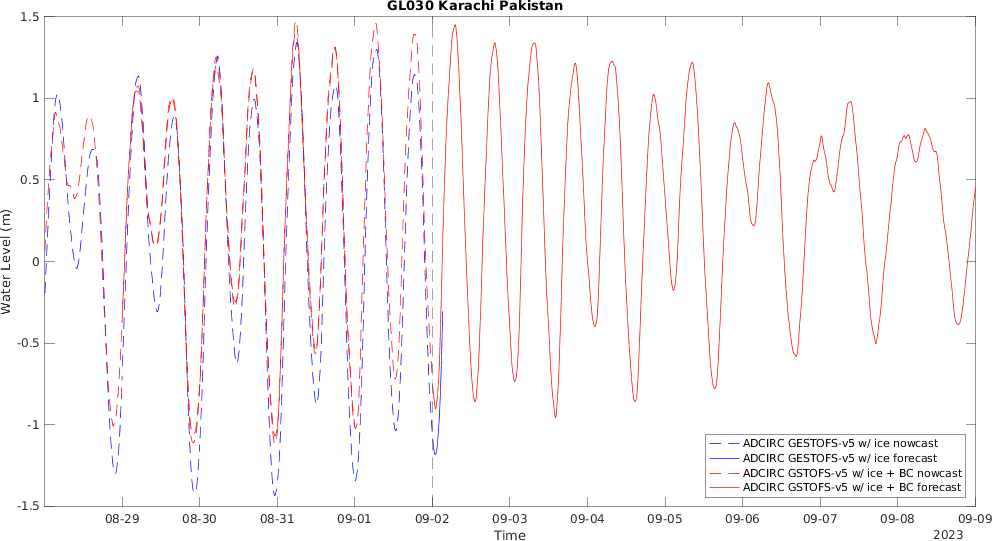 GL030 Karachi Pakistan
1.5
1
0.5
0
-0.5
-1
-1.5
Water Level (m)
08-29 08-30 08-31 09-01 09-02 09-03 09-04 09-05 09-06 09-07 09-08 09-09
Time
2023
ADCIRC GESTOFS-v5 w/ ice nowcast
ADCIRC GESTOFS-v5 w/ ice forecast
ADCIRC GSTOFS-v5 w/ ice + BC nowcast
ADCIRC GSTOFS-v5 w/ ice + BC forecast